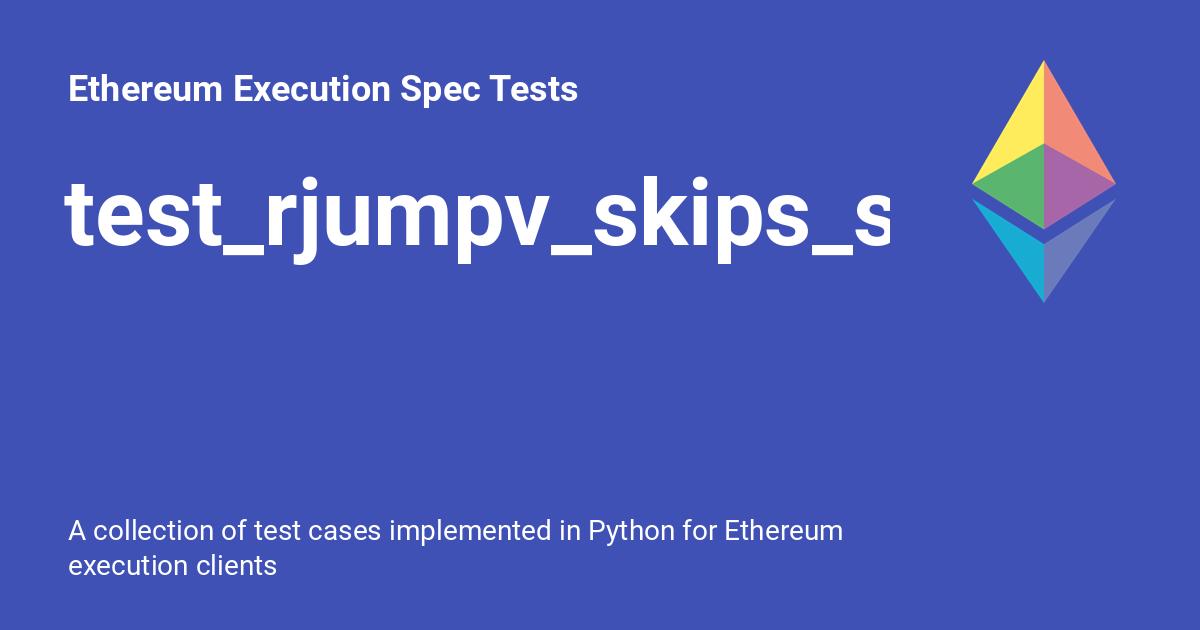 Ethereum Execution Spec Tests
test_rjumpv_skips_s
A collection of test cases implemented in Python for Ethereum
execution clients